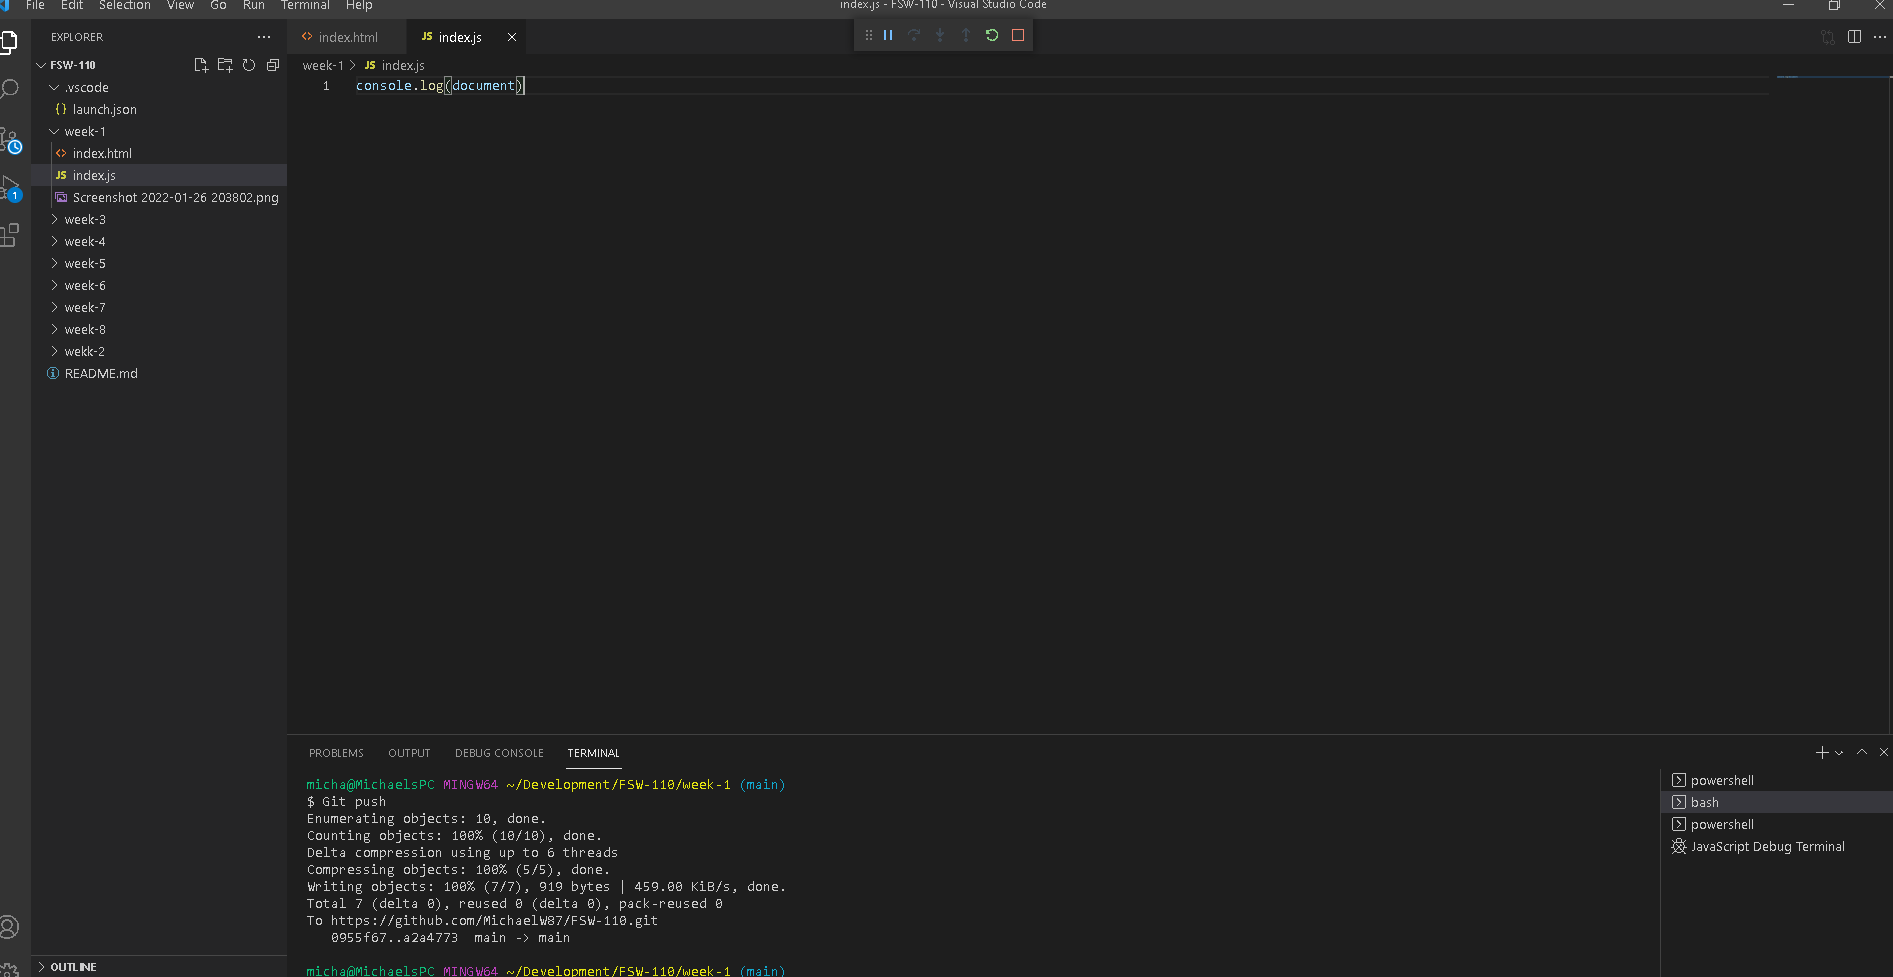 File Edit Selection View Go Run Terminal Help
index.js - FSW-110 - Visual Studio Code
EXPLORER
FSW-110
.vscode
{} launch.json
week-1
<> index.html
JS index.js
Screenshot 2022-01-26 203802.png
week-3
week-4
week-5
week-6
week-7
week-8
wekk-2
README.md
OUTLINE
1
<> index.html
JS index.js
week-1 > JS index.js
1 console.log(document)
PROBLEMS OUTPUT DEBUG CONSOLE TERMINAL
micha@MichaelsPC MINGW64 ~/Development/FSW-110/week-1 (main)
$ Git push
Enumerating objects: 10, done.
Counting objects: 100% (10/10), done.
Delta compression using up to 6 threads
Compressing objects: 100% (5/5), done.
Writing objects: 100% (7/7), 919 bytes | 459.00 KiB/s, done.
Total 7 (delta 0), reused 0 (delta 0), pack-reused 0
To https://github.com/MichaelW87/FSW-110.git
0955f67..a2a4773 main -> main
micha@MichaelsPC MINGW64 ~/Development/FSW-110/week-1 (main)
powershell
bash
powershell
JavaScript Debug Terminal